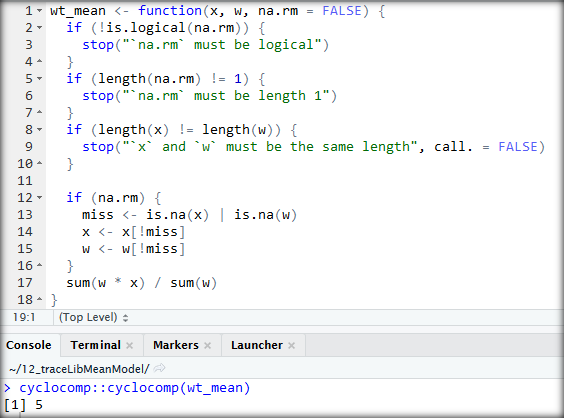 1 wt_mean <- function(x, w, na.rm = FALSE) {
2   if (!is.logical(na.rm)) {
3     stop("`na.rm` must be logical")
4   }
5   if (length(na.rm) != 1) {
6     stop("`na.rm` must be length 1")
7   }
8   if (length(x) != length(w)) {
9     stop("`x` and `w` must be the same length", call. = FALSE)
10   }
11
12   if (na.rm) {
13     miss <- is.na(x) | is.na(w)
14     x <- x[!miss]
15     w <- w[!miss]
16   }
17   sum(w * x) / sum(w)
18 }
19:1 (Top Level)
Console Terminal × Markers × Launcher ×
~/12_traceLibMeanModel/
> cyclocomp::cyclocomp(wt_mean)
[1] 5